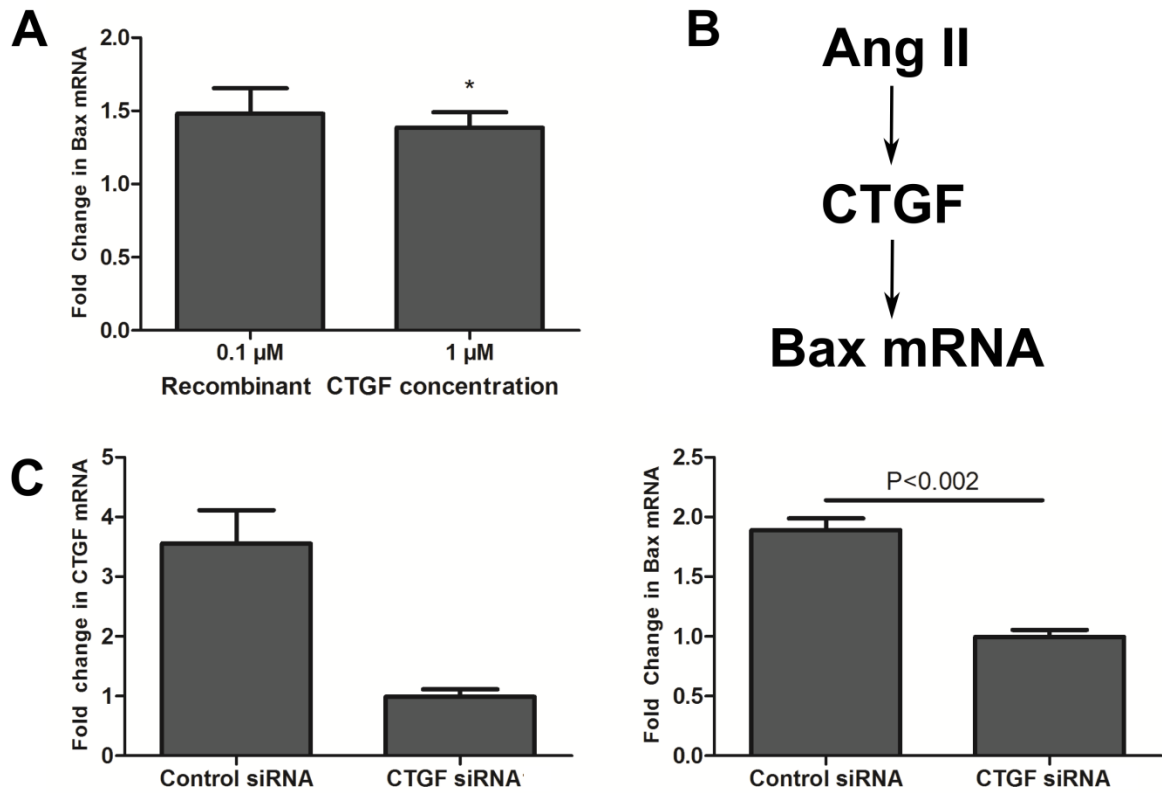 A
Fold Change in Bax mRNA
2.0
1.5
1.0
0.5
0.0
*
0.1 µM
1 µM
Recombinant CTGF concentration
B
Ang II
CTGF
Bax mRNA
C
Fold change in CTGF mRNA
5
4
3
2
1
0
Control siRNA
CTGF siRNA
Fold Change in Bax mRNA
2.5
2.0
1.5
1.0
0.5
0.0
P<0.002
Control siRNA
CTGF siRNA